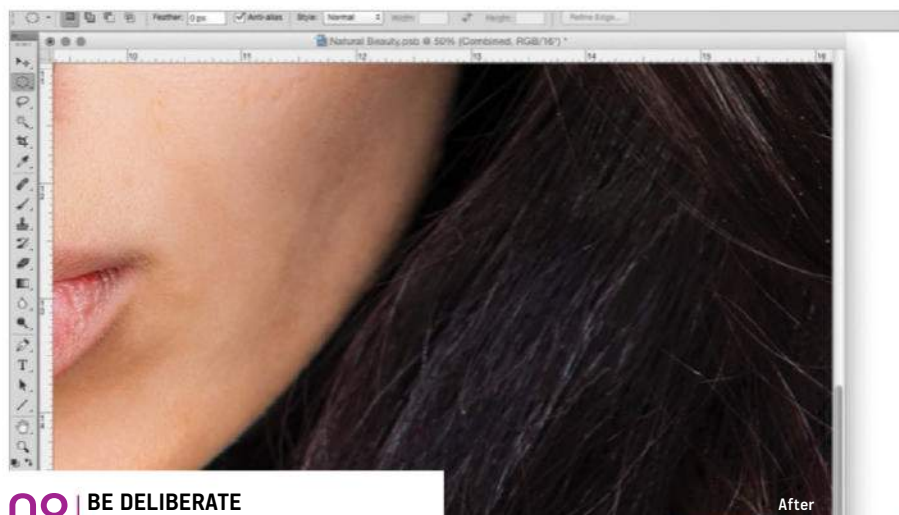 Feather: 0 px Anti-alias Style: Normal Width: Height: Refine Edge...
Natural Beauty.psb @ 50% (Combined, RGB/16*) *
10 11 12 13 14 15 16
T
BE DELIBERATE
After